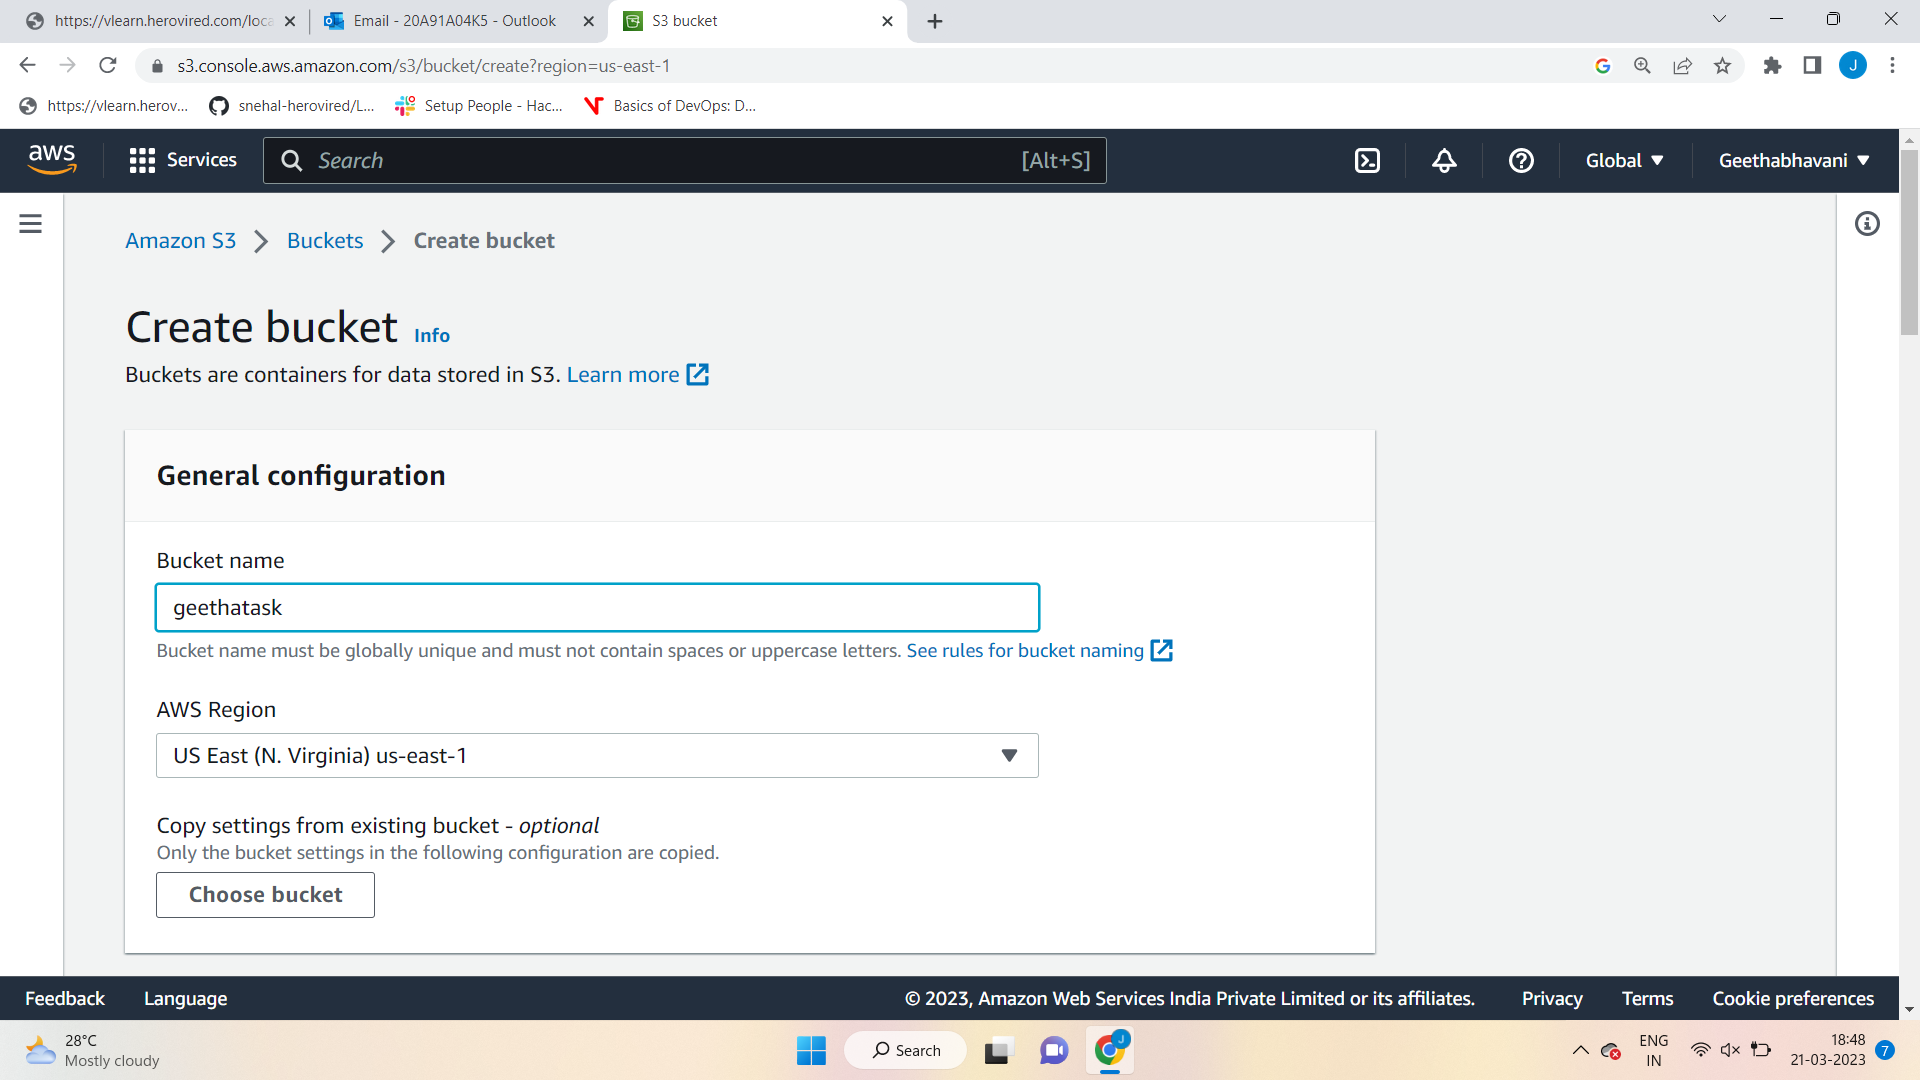 https://vlearn.herovired.com/loca
Email - 20A91A04K5 - Outlook
S3 bucket
s3.console.aws.amazon.com/s3/bucket/create?region=us-east-1
J
https://vlearn.herov...
snehal-herovired/L...
Setup People - Hac...
Basics of DevOps: D...
aws
Services
Search
[Alt+S]
Global
Geethabhavani
Amazon S3
Buckets
Create bucket
Create bucket
Info
Buckets are containers for data stored in S3. Learn more
General configuration
Bucket name
geethatask
Bucket name must be globally unique and must not contain spaces or uppercase letters. See rules for bucket naming
AWS Region
US East (N. Virginia) us-east-1
Copy settings from existing bucket - optional
Only the bucket settings in the following configuration are copied.
Choose bucket
Feedback
Language
© 2023, Amazon Web Services India Private Limited or its affiliates.
Privacy
Terms
Cookie preferences
28°C
Mostly cloudy
Search
J
ENG
IN
18:48
21-03-2023
7